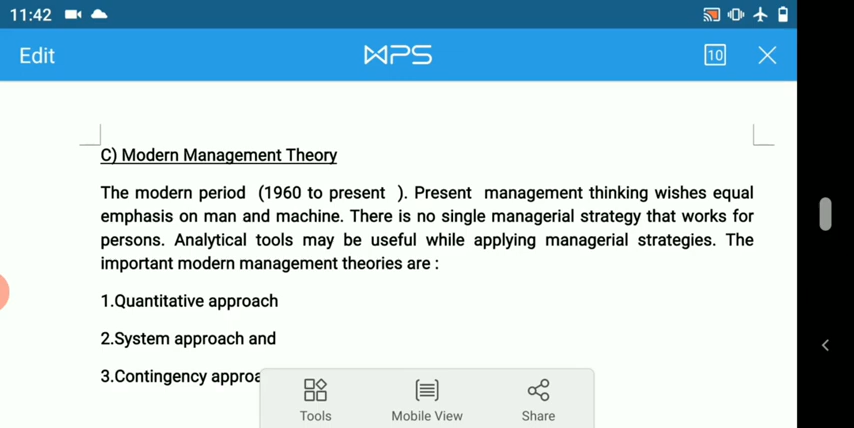 11:42
Edit
WPS
10
C) Modern Management Theory
The modern period (1960 to present ). Present management thinking wishes equal
emphasis on man and machine. There is no single managerial strategy that works for
persons. Analytical tools may be useful while applying managerial strategies. The
important modern management theories are :
1.Quantitative approach
2.System approach and
3.Contingency approa
Tools
Mobile View
Share